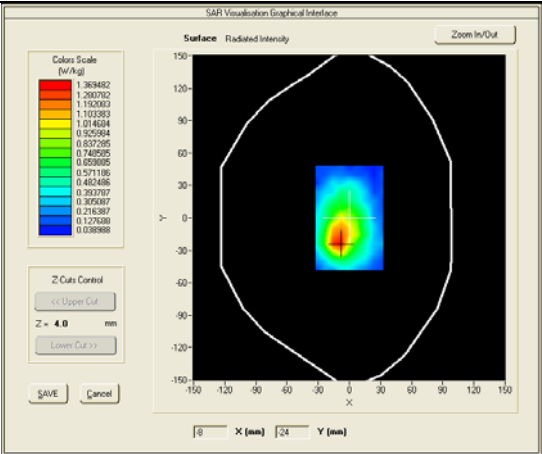 SAR Visualisation Graphical Interface
Surface Radiated Intensity
Zoom In/Out
Colors Scale
(W/kg)
1.369482
1.280782
1.192083
1.103383
1.014684
0.925984
0.837285
0.748585
0.659885
0.571186
0.482486
0.393787
0.305087
0.216387
0.127688
0.038988
Z-Cuts Control
<< Upper Cut
Z = 4.0 mm
Lower Cut >>
SAVE Cancel
150-
120-
90-
60-
30-
0-
-30-
-60-
-90-
-120-
-150-
Y
-150 -120 -90 -60 -30 0 30 60 90 120 150
X
-8 X (mm) -24 Y (mm)